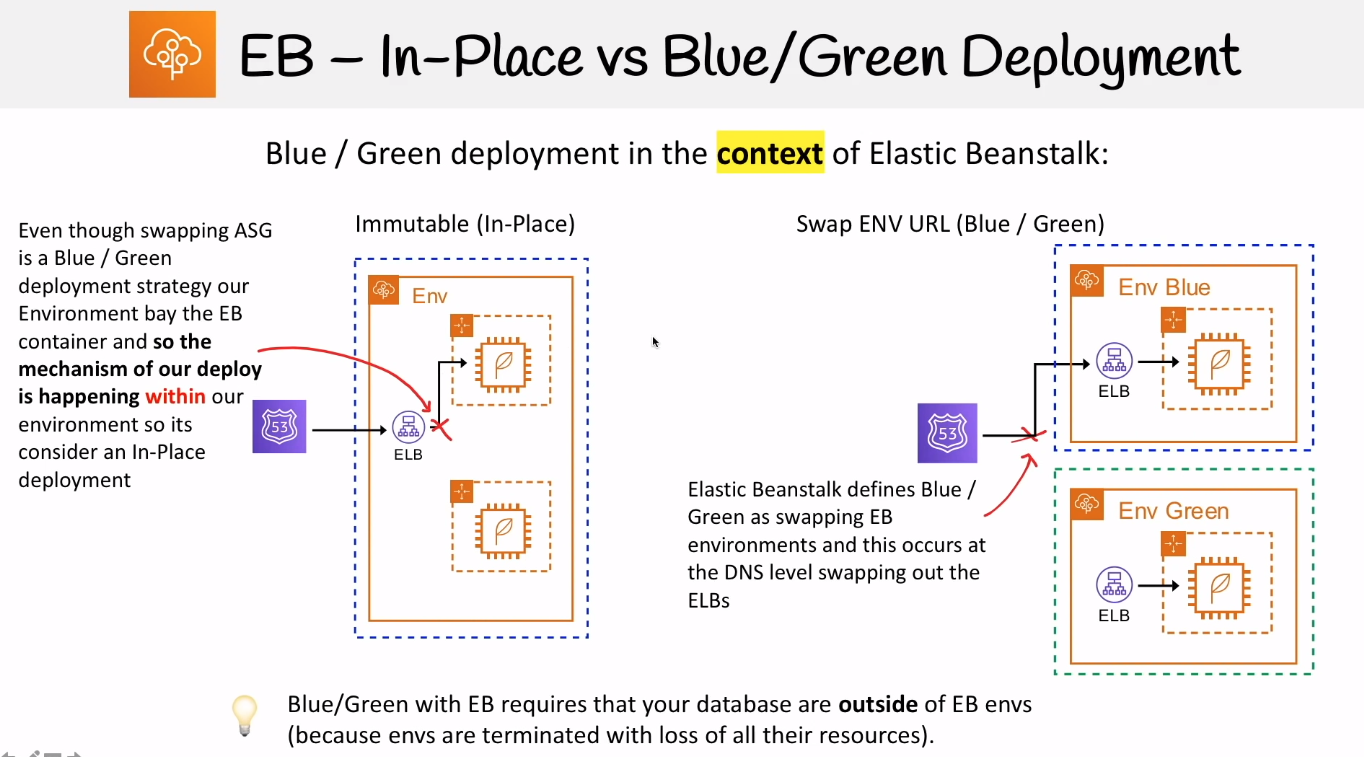 EB – In-Place vs Blue/Green Deployment
Blue / Green deployment in the context of Elastic Beanstalk:
Even though swapping ASG
is a Blue / Green
deployment strategy our
Environment bay the EB
container and so the
mechanism of our deploy
is happening within our
environment so its
consider an In-Place
deployment
Immutable (In-Place)
Env
53
ELB
Swap ENV URL (Blue / Green)
Env Blue
ELB
53
Elastic Beanstalk defines Blue /
Green as swapping EB
environments and this occurs at
the DNS level swapping out the
ELBs
Env Green
ELB
Blue/Green with EB requires that your database are outside of EB envs
(because envs are terminated with loss of all their resources).